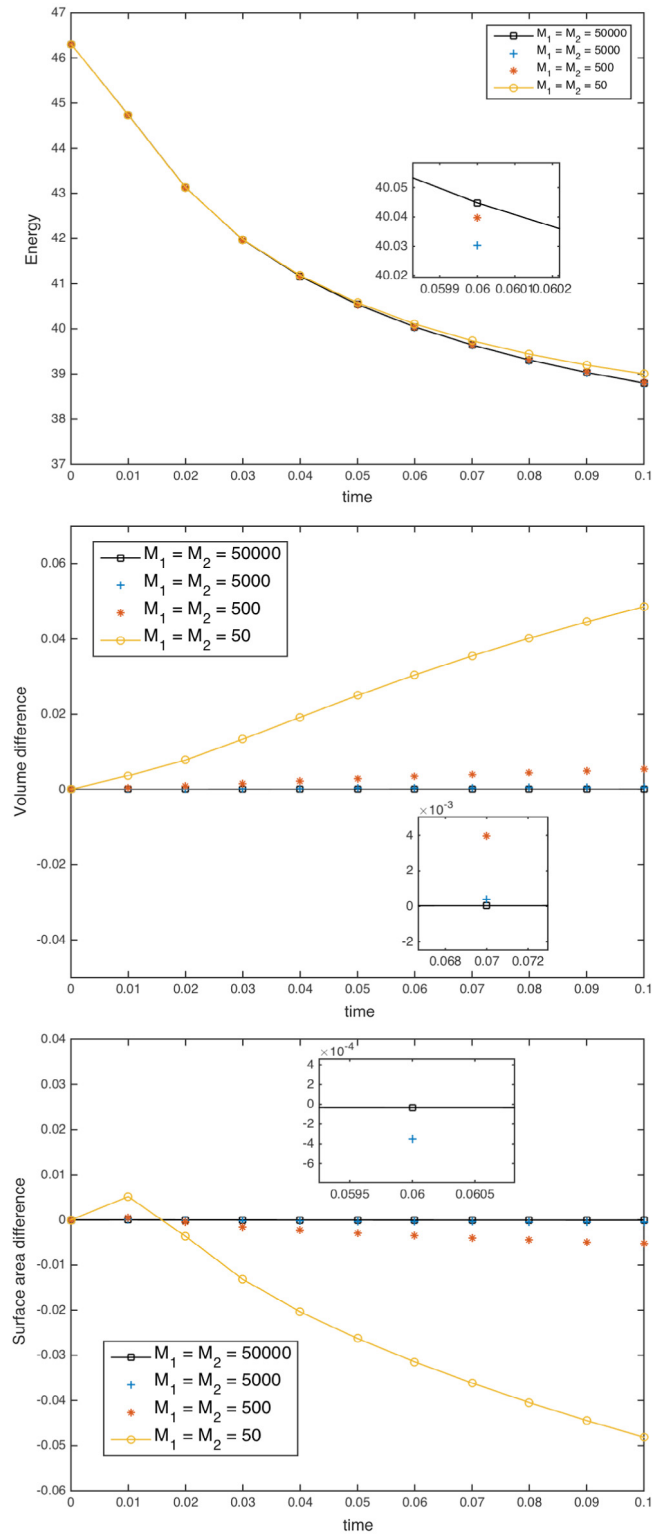 47
46
45
44
43
42
41
40
39
38
37
Energy
M₁ = M₂ = 50000
M₁ = M₂ = 5000
M₁ = M₂ = 500
M₁ = M₂ = 50
40.05
40.04
40.03
40.02
0.0599 0.06 0.0601 0.0602
0 0.01 0.02 0.03 0.04 0.05 0.06 0.07 0.08 0.09 0.1
time
0.06
0.04
0.02
0
-0.02
-0.04
Volume difference
M₁ = M₂ = 50000
M₁ = M₂ = 5000
M₁ = M₂ = 500
M₁ = M₂ = 50
×10⁻³
4
2
0
-2
0.068 0.07 0.072
0 0.01 0.02 0.03 0.04 0.05 0.06 0.07 0.08 0.09 0.1
time
0.04
0.03
0.02
0.01
0
-0.01
-0.02
-0.03
-0.04
-0.05
-0.06
Surface area difference
×10⁻⁴
4
2
0
-2
-4
-6
0.0595 0.06 0.0605
M₁ = M₂ = 50000
M₁ = M₂ = 5000
M₁ = M₂ = 500
M₁ = M₂ = 50
0 0.01 0.02 0.03 0.04 0.05 0.06 0.07 0.08 0.09 0.1
time